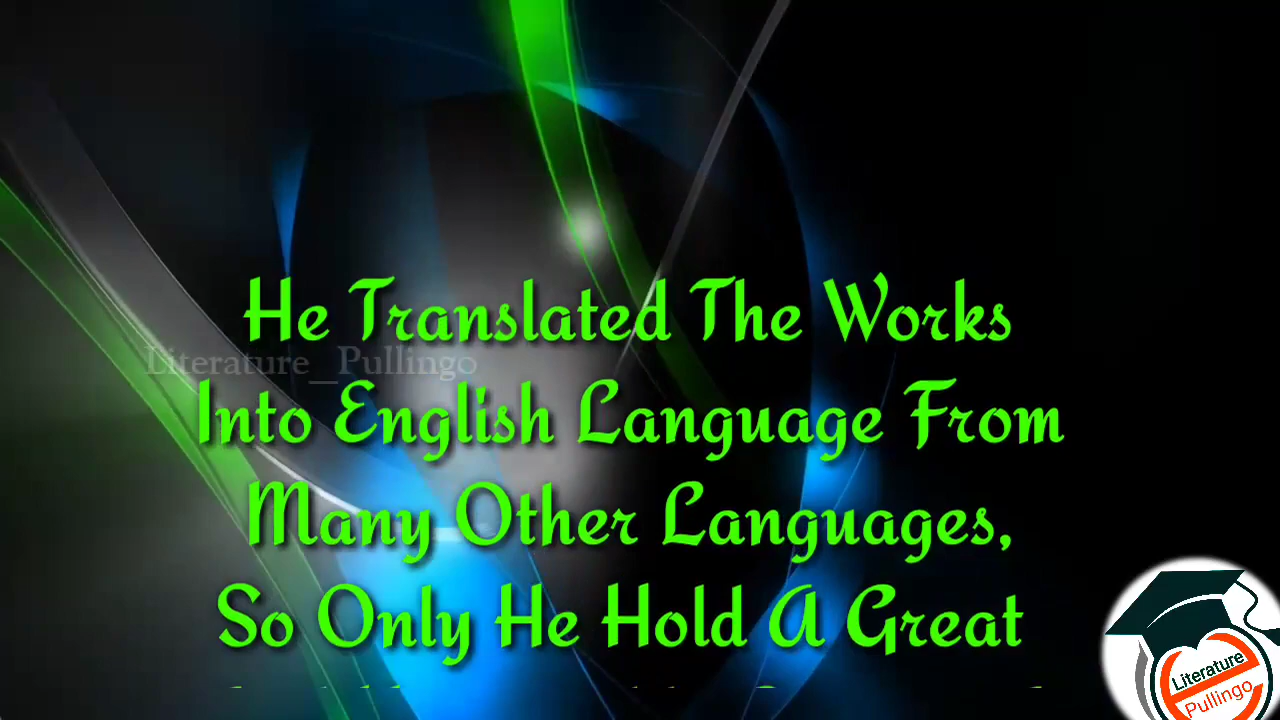 He Translated The Works
Literature_Pullingo
Into English Language From
Many Other Languages,
So Only He Hold A Great
Literature
Pullingo